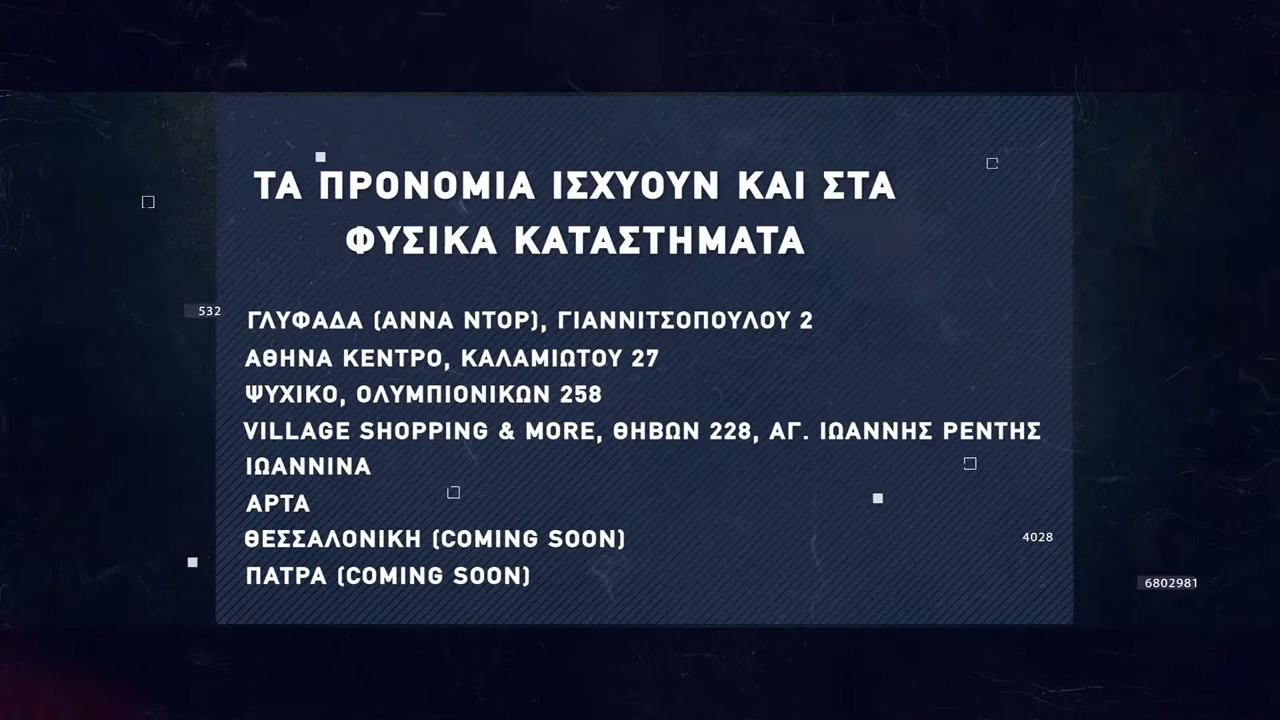 ΤΑ ΠΡΟΝΟΜΙΑ ΙΣΧΥΟΥΝ ΚΑΙ ΣΤΑ
ΦΥΣΙΚΑ ΚΑΤΑΣΤΗΜΑΤΑ
532
ΓΛΥΦΑΔΑ (ΑΝΝΑ ΝΤΟΡ), ΓΙΑΝΝΙΤΣΟΠΟΥΛΟΥ 2
ΑΘΗΝΑ ΚΕΝΤΡΟ, ΚΑΛΑΜΙΩΤΟΥ 27
ΨΥΧΙΚΟ, ΟΛΥΜΠΙΟΝΙΚΩΝ 258
VILLAGE SHOPPING & MORE, ΘΗΒΩΝ 228, ΑΓ. ΙΩΑΝΝΗΣ ΡΕΝΤΗΣ
ΙΩΑΝΝΙΝΑ
ΑΡΤΑ
ΘΕΣΣΑΛΟΝΙΚΗ (COMING SOON)
4028
ΠΑΤΡΑ (COMING SOON)
6802981